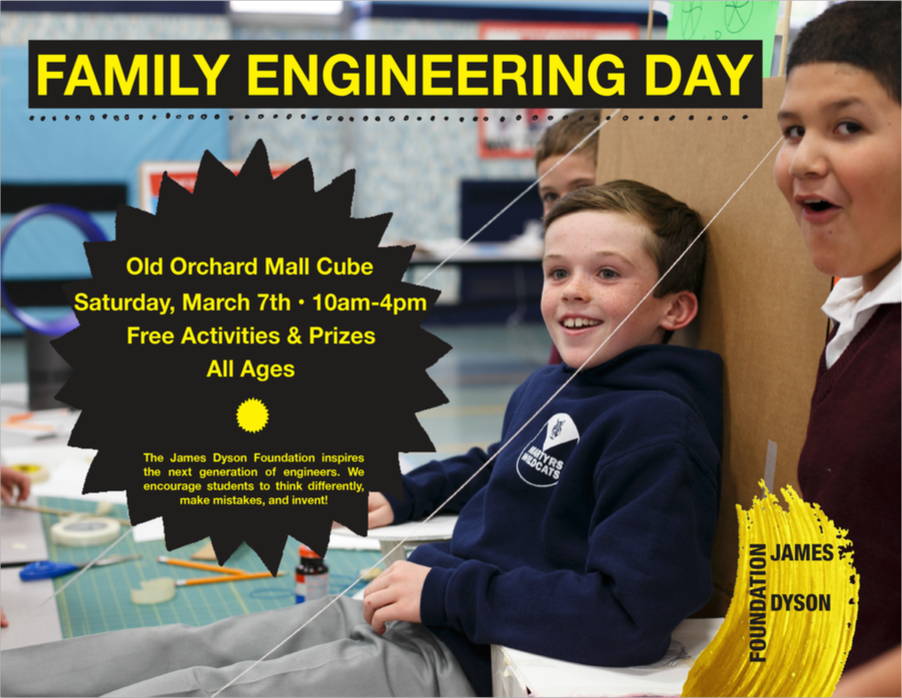 FAMILY ENGINEERING DAY
Old Orchard Mall Cube
Saturday, March 7th • 10am-4pm
Free Activities & Prizes
All Ages
The James Dyson Foundation inspires
the next generation of engineers. We
encourage students to think differently,
make mistakes, and invent!
MARTYRS
WILDCATS
JAMES
DYSON
FOUNDATION